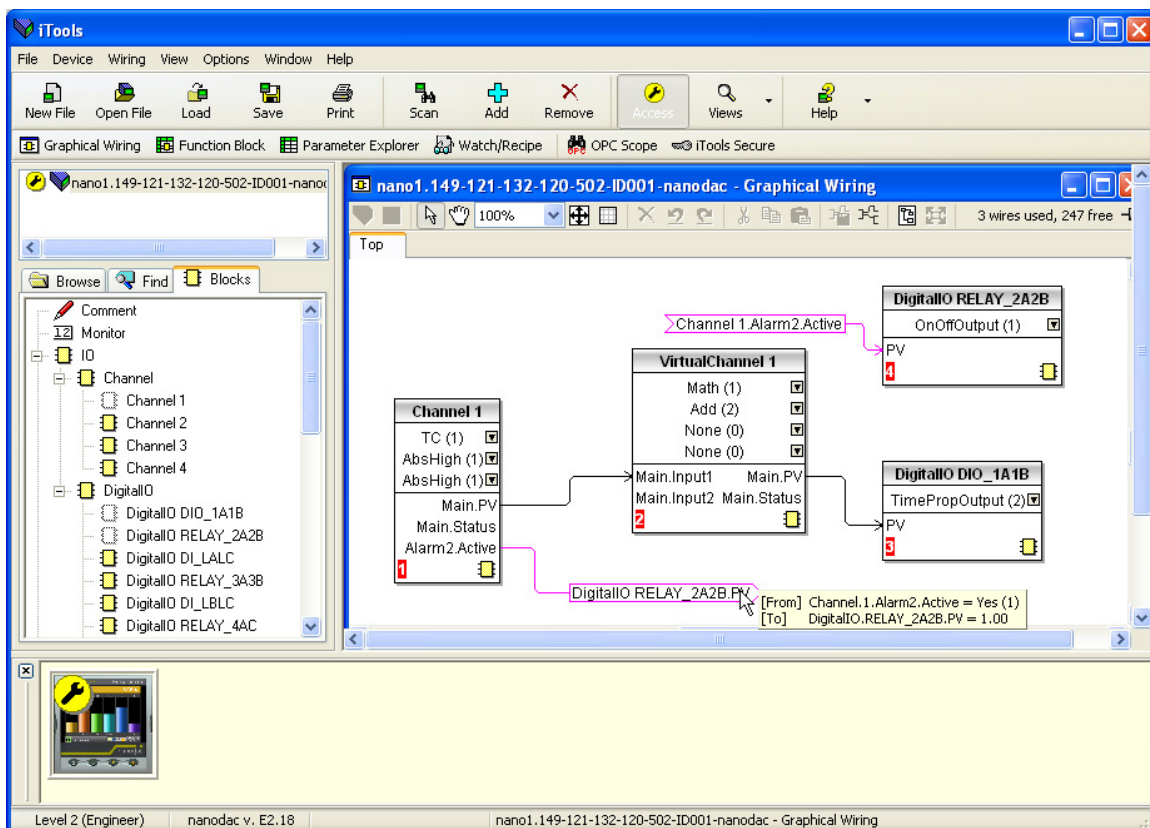 iTools
File Device Wiring View Options Window Help
New File Open File Load Save Print Scan Add Remove Access Views Help
Graphical Wiring Function Block Parameter Explorer Watch/Recipe OPC OPC Scope iTools Secure
nano1.149-121-132-120-502-ID001-nanod
Browse Find Blocks
Comment
12 Monitor
IO
Channel
Channel 1
Channel 2
Channel 3
Channel 4
DigitalIO
DigitalIO DIO_1A1B
DigitalIO RELAY_2A2B
DigitalIO DI_LALC
DigitalIO RELAY_3A3B
DigitalIO DI_LBLC
DigitalIO RELAY_4AC
nano1.149-121-132-120-502-ID001-nanodac - Graphical Wiring
100% 3 wires used, 247 free
Top
Channel 1
TC (1)
AbsHigh (1)
AbsHigh (1)
Main.PV
Main.Status
Alarm2.Active
1
VirtualChannel 1
Math (1)
Add (2)
None (0)
None (0)
Main.Input1 Main.PV
Main.Input2 Main.Status
2
Channel 1.Alarm2.Active
DigitalIO RELAY_2A2B
OnOffOutput (1)
PV
4
DigitalIO DIO_1A1B
TimePropOutput (2)
PV
3
DigitalIO RELAY_2A2B.PV
[From] Channel.1.Alarm2.Active = Yes (1)
[To] DigitalIO.RELAY_2A2B.PV = 1.00
Level 2 (Engineer) nanodac v. E2.18 nano1.149-121-132-120-502-ID001-nanodac - Graphical Wiring